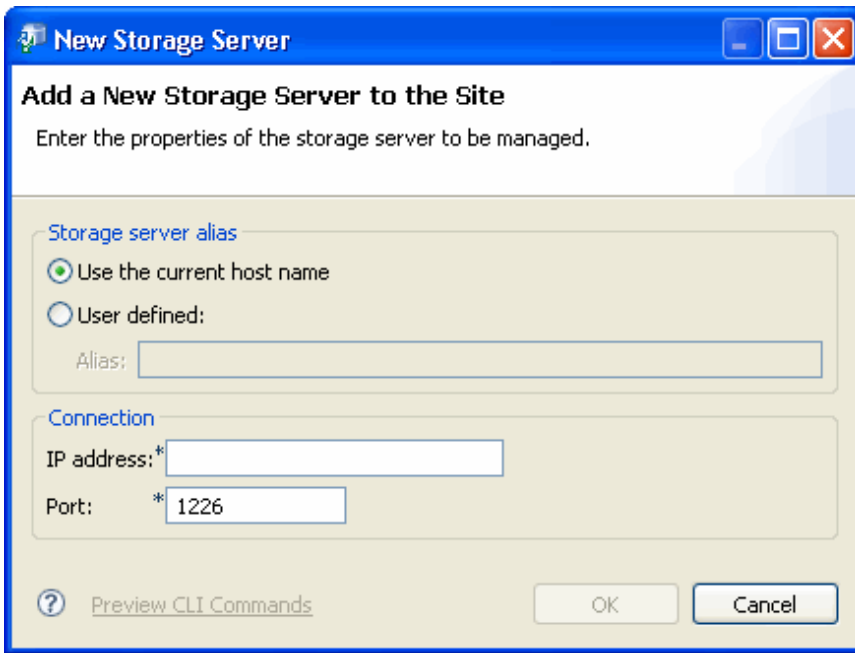 New Storage Server
Add a New Storage Server to the Site
Enter the properties of the storage server to be managed.
Storage server alias
Use the current host name
User defined:
Alias:
Connection
IP address:*
Port: * 1226
? Preview CLI Commands OK Cancel